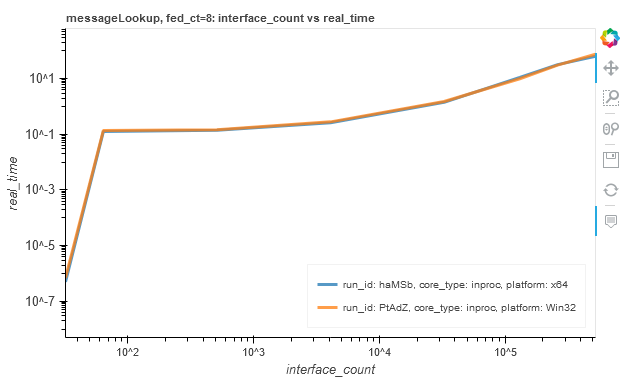 messageLookup, fed_ct=8: interface_count vs real_time
10^1
10^-1
10^-3
10^-5
10^-7
real_time
run_id: haMSb, core_type: inproc, platform: x64
run_id: PtAdZ, core_type: inproc, platform: Win32
10^2
10^3
10^4
10^5
interface_count